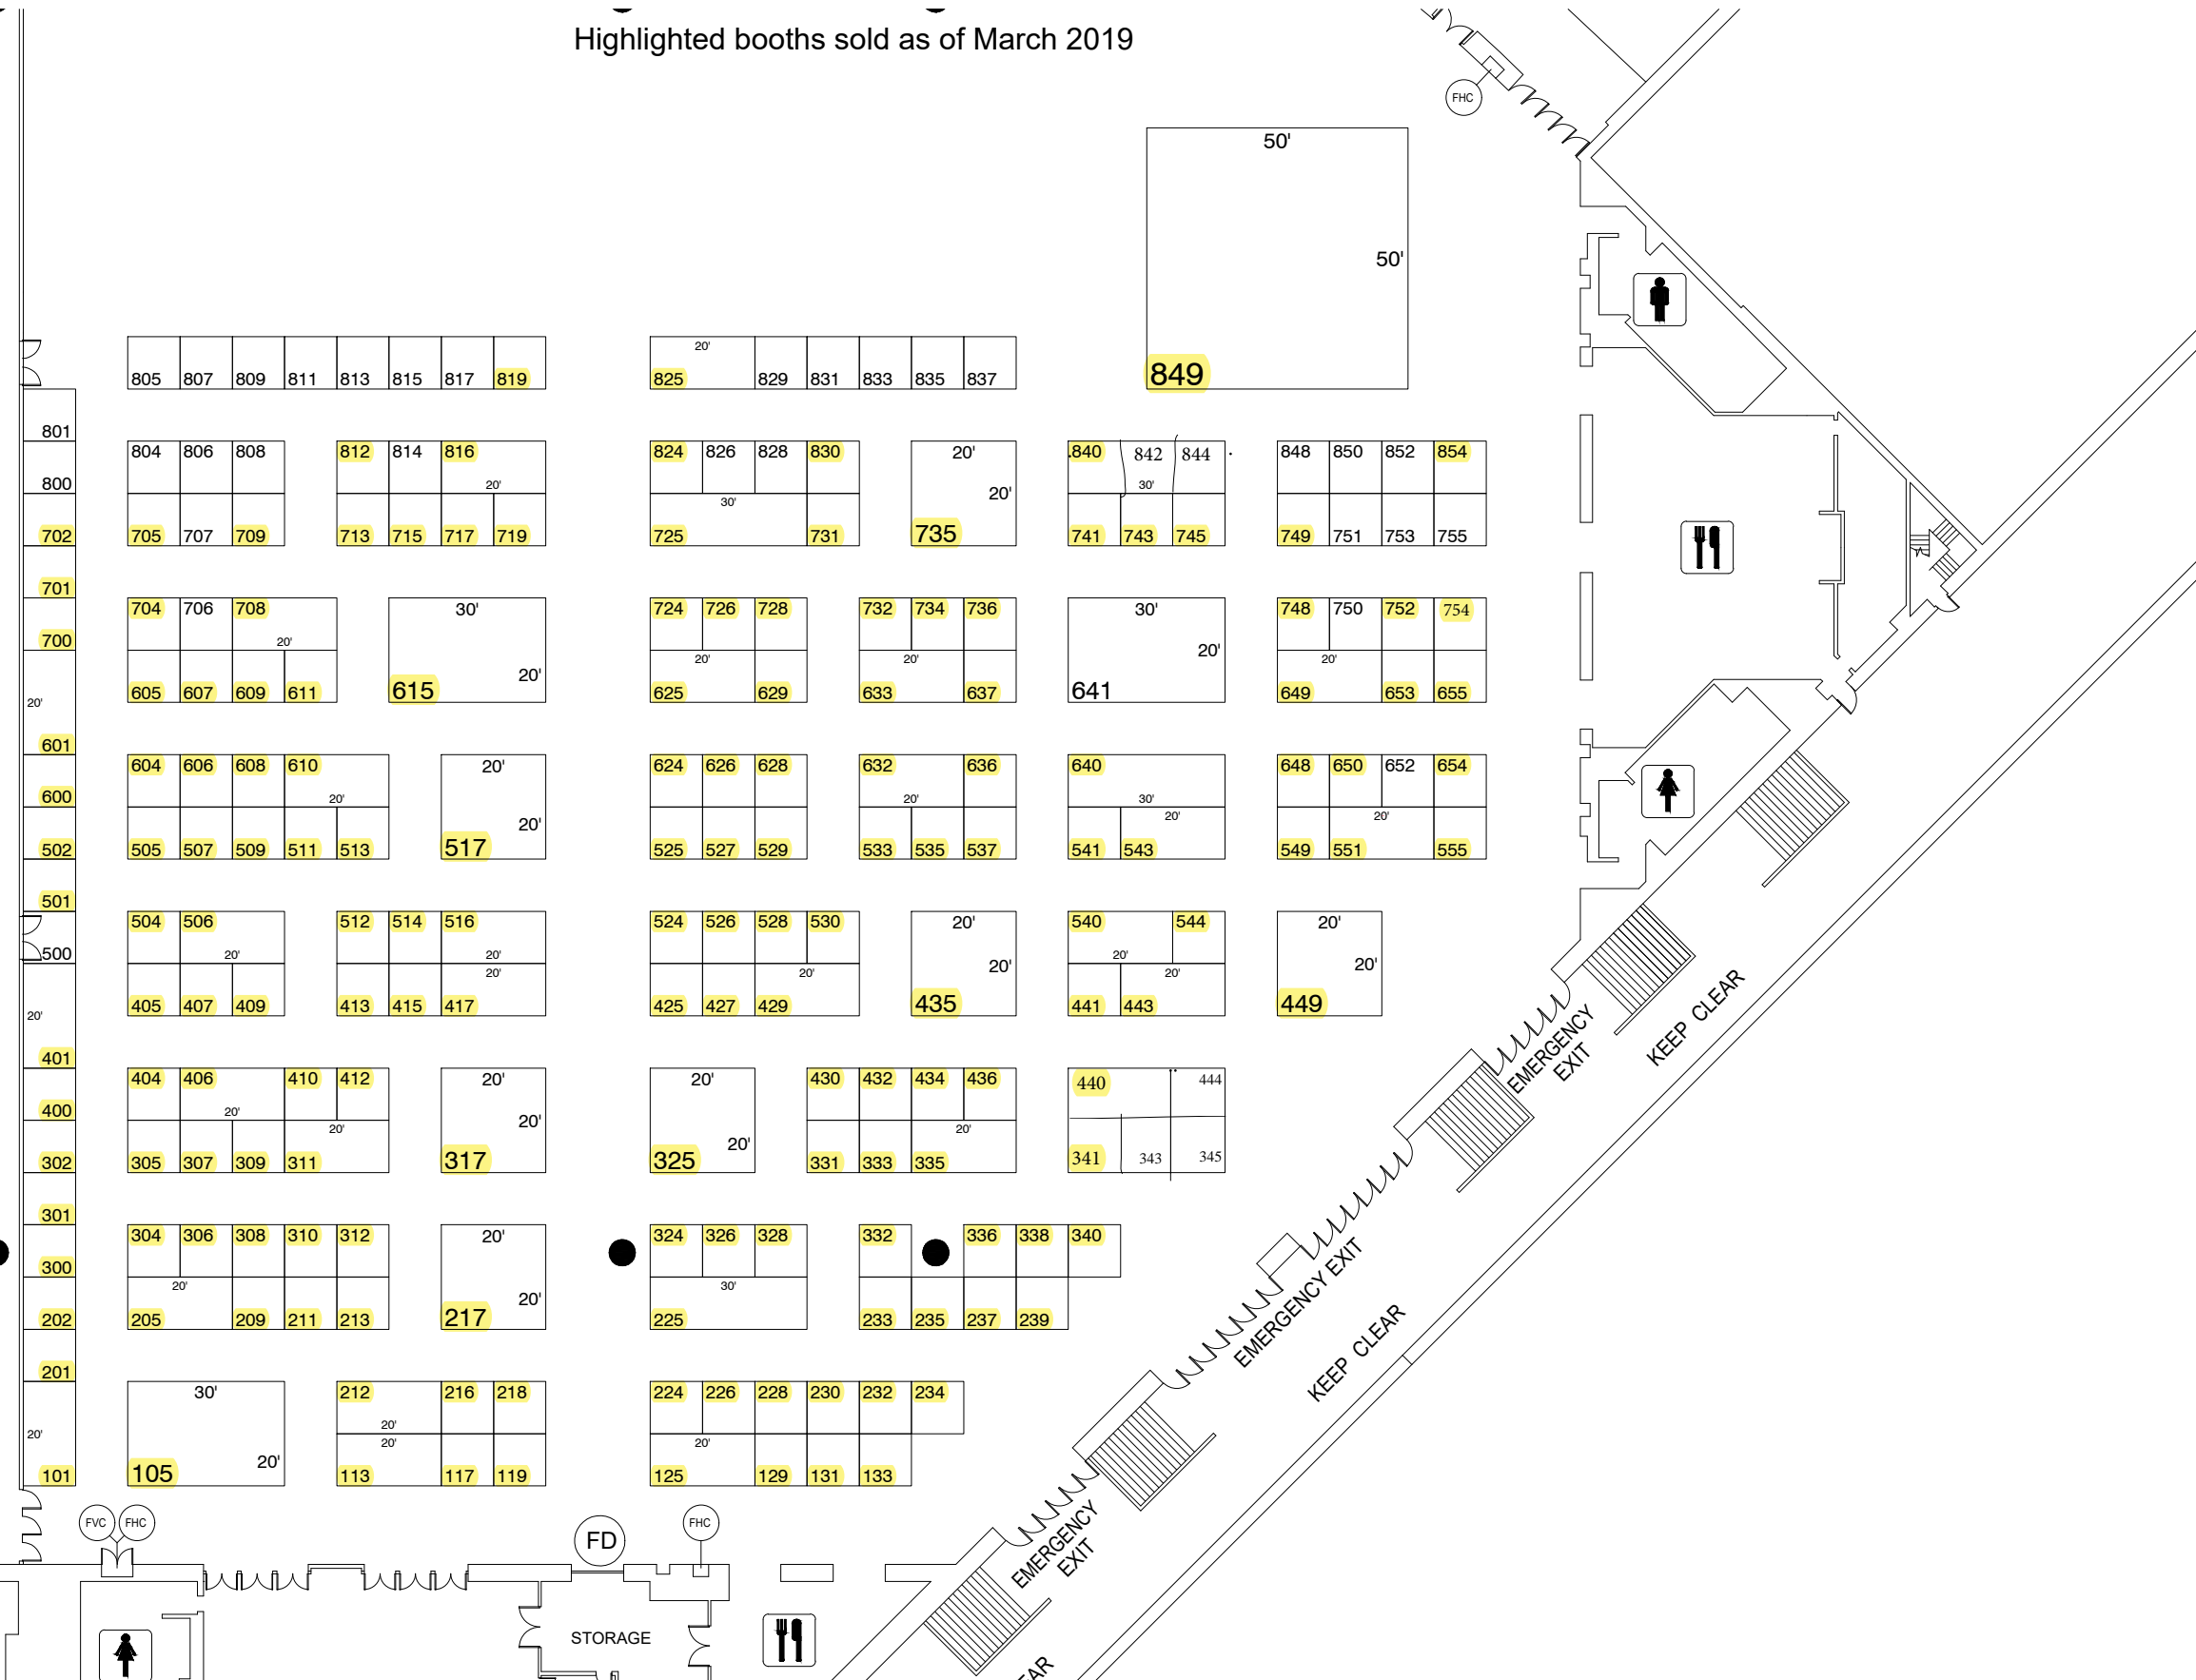 Highlighted booths sold as of March 2019
FHC
50'
50'
849
20'
805 807 809 811 813 815 817 819 825 829 831 833 835 837
801
804 806 808 812 814 816 824 826 828 830 20' 840 842 844 848 850 852 854
800 20' 30' 20' 30'
702 705 707 709 713 715 717 719 725 731 735 741 743 745 749 751 753 755
701
704 706 708 30' 724 726 728 732 734 736 30' 748 750 752 754
700 20' 20' 20' 20' 20'
20' 605 607 609 611 615 20' 625 629 633 637 641 649 653 655
601
604 606 608 610 20' 624 626 628 632 636 640 648 650 652 654
600 20' 20' 30'
20' 20' 20'
502 505 507 509 511 513 517 525 527 529 533 535 537 541 543 549 551 555
501
504 506 512 514 516 524 526 528 530 20' 540 544 20'
500 20' 20' 20'
20' 20' 20' 20' 20'
20' 405 407 409 413 415 417 425 427 429 435 441 443 449
401
404 406 410 412 20' 20' 430 432 434 436 440 444
400 20' 20' 20' 20' 20'
302 305 307 309 311 317 325 331 333 335 341 343 345
301
304 306 308 310 312 20' 324 326 328 332 336 338 340
300 20' 20' 30'
202 205 209 211 213 217 225 233 235 237 239
201
30' 212 216 218 224 226 228 230 232 234
20' 20'
20' 20' 20'
101 105 113 117 119 125 129 131 133
FVC FHC FD FHC
STORAGE
EMERGENCY
EXIT
KEEP CLEAR
EMERGENCY EXIT
KEEP CLEAR
EMERGENCY
EXIT